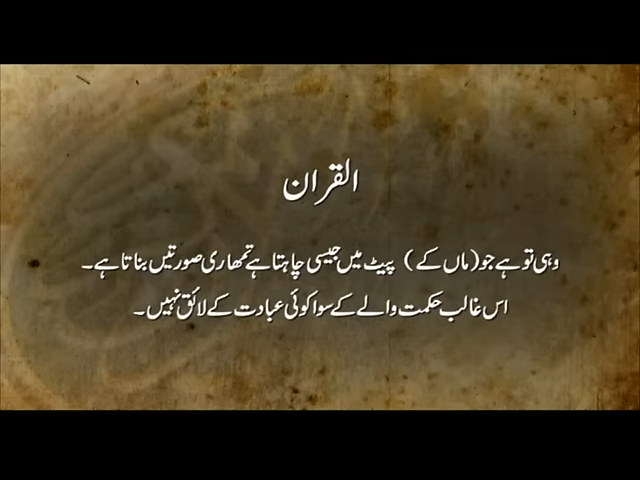 القرآن
وہی تو ہے جو (ماں کے) پیٹ میں جیسی چاہتا ہے تمھاری صورتیں بناتا ہے۔
اس غالب حکمت والے کے سوا کوئی عبادت کے لائق نہیں۔